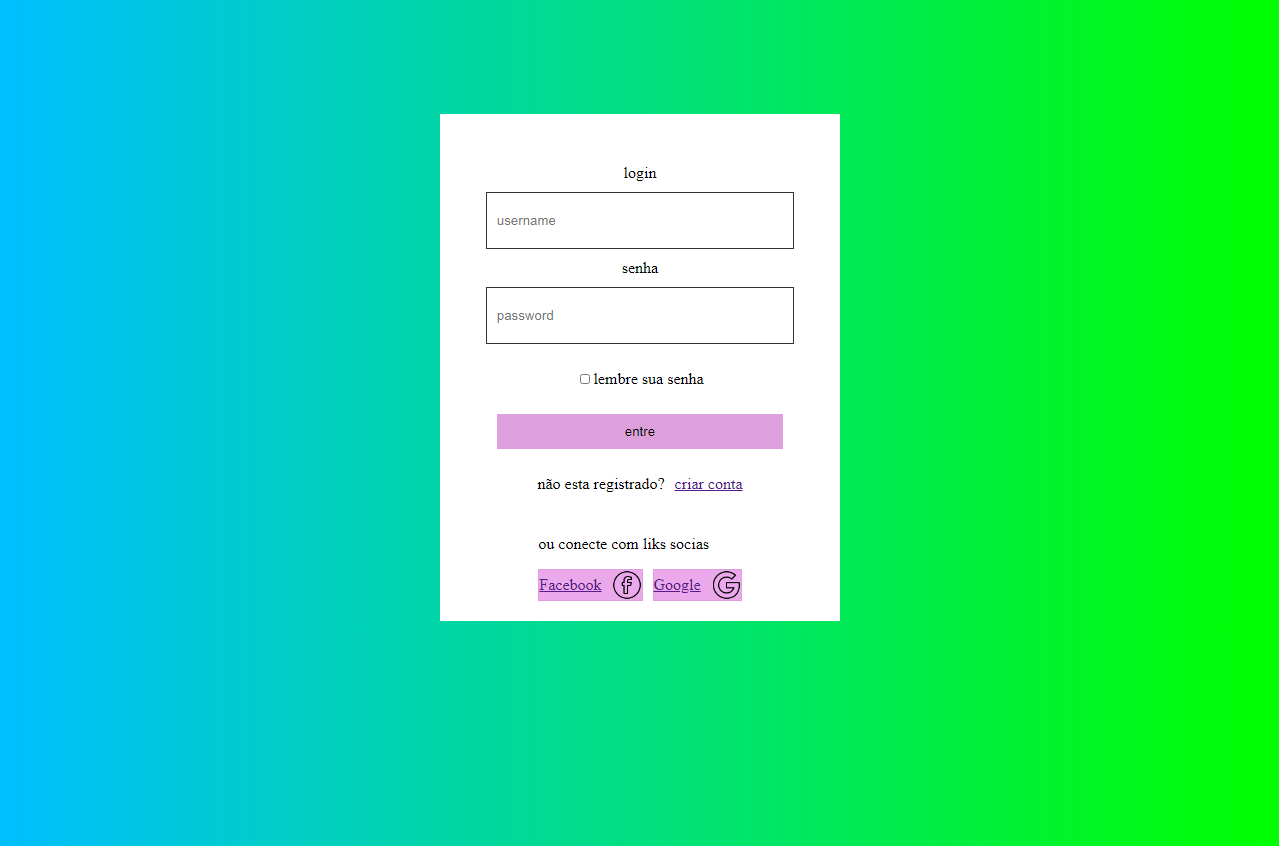 login
username
senha
password
lembre sua senha
entre
não esta registrado? criar conta
ou conecte com liks socias
Facebook Google